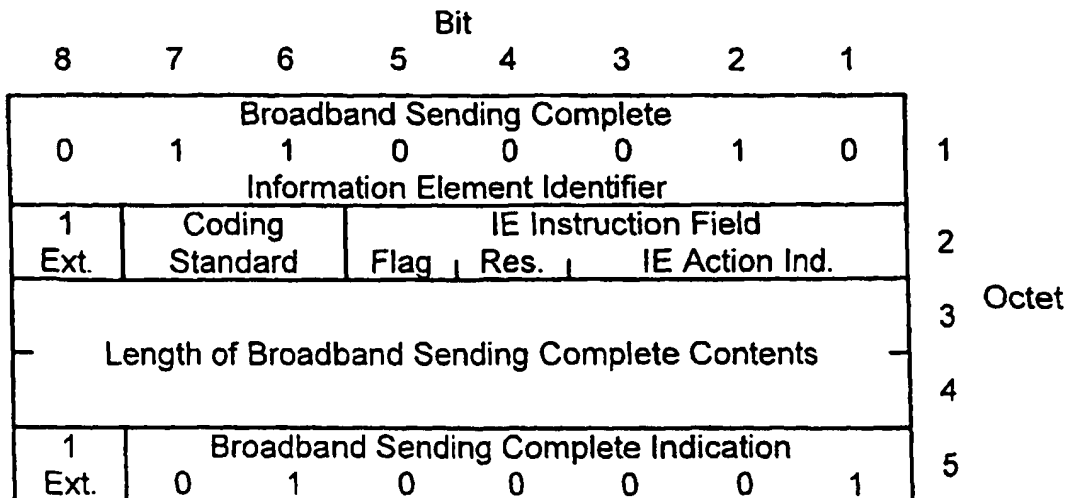 Bit
8 7 6 5 4 3 2 1
Broadband Sending Complete
0 1 1 0 0 0 1 0 1
Information Element Identifier
1 Coding IE Instruction Field
Ext. Standard Flag Res. IE Action Ind. 2
3 Octet
Length of Broadband Sending Complete Contents
4
1 Broadband Sending Complete Indication
Ext. 0 1 0 0 0 0 1 5